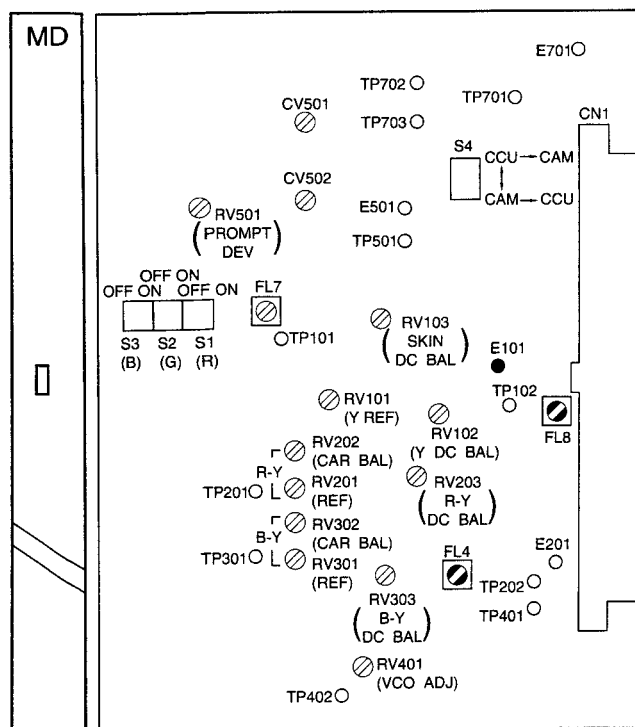 MD
E701
TP702
TP701
CV501
TP703
CN1
S4
CCU → CAM
CAM → CCU
CV502
RV501
(PROMPT
DEV)
E501
TP501
OFF ON
OFF ON OFF ON
FL7
S3 S2 S1
(B) (G) (R)
TP101
RV103
(SKIN
DC BAL)
E101
TP102
FL8
RV101
(Y REF)
RV102
(Y DC BAL)
RV202
(CAR BAL)
R-Y
TP201
RV201
(REF)
RV203
(R-Y
DC BAL)
RV302
(CAR BAL)
B-Y
TP301
RV301
(REF)
FL4
E201
TP202
TP401
RV303
(B-Y
DC BAL)
RV401
(VCO ADJ)
TP402